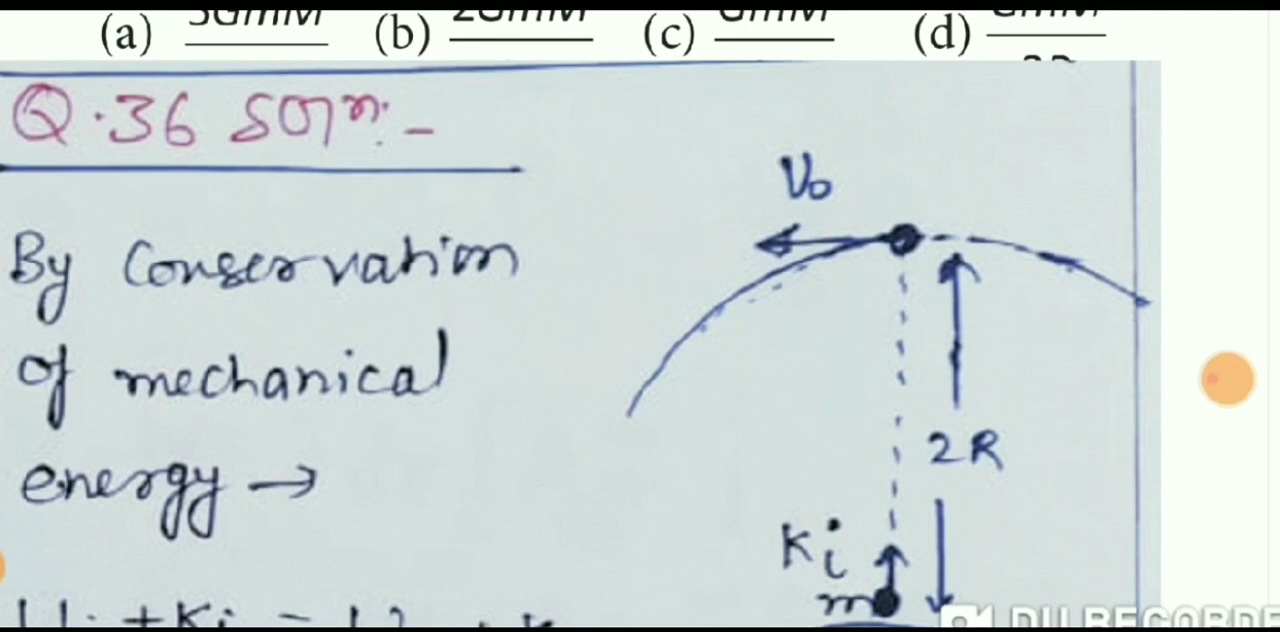 (a) (b) (c) (d)
Q.36 Soln:-
By Conservation
of mechanical
energy →
V₀
2R
Ki
m